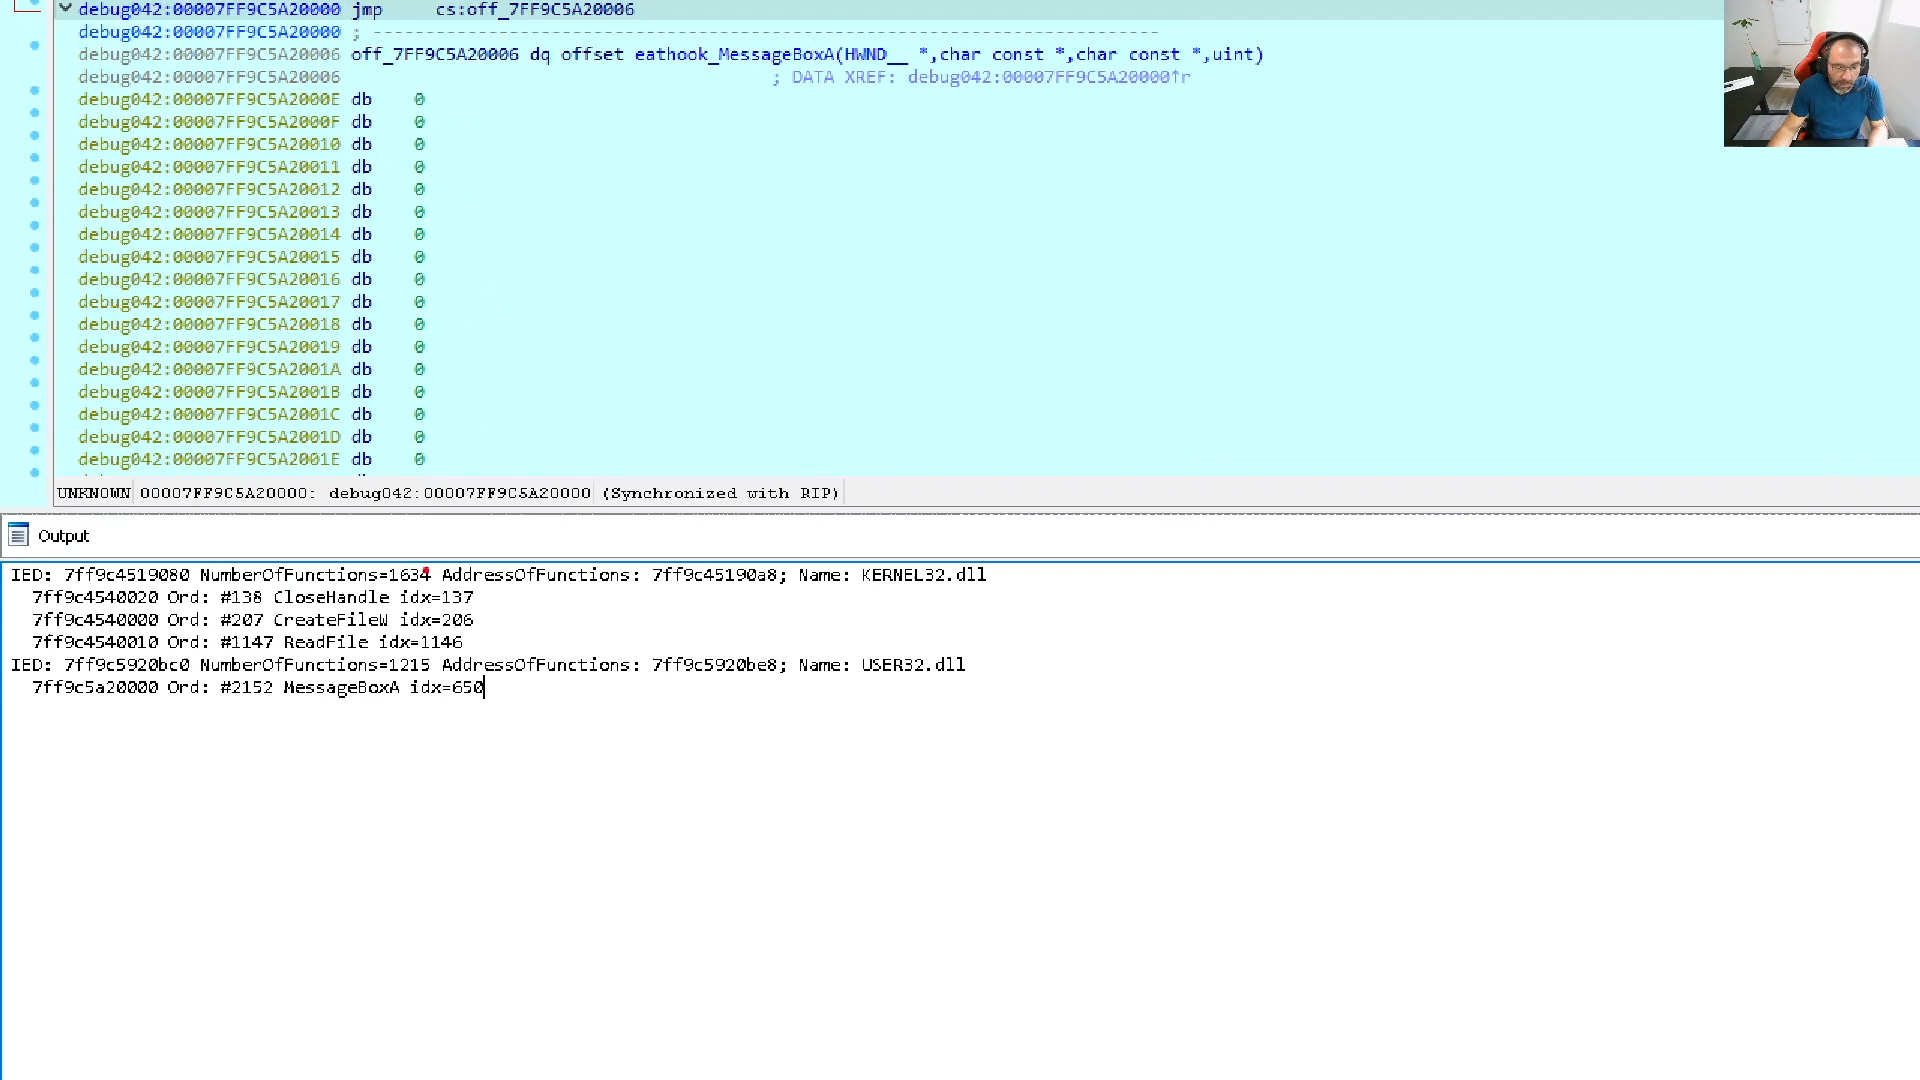 debug042:00007FF9C5A20000 jmp cs:off_7FF9C5A20006
debug042:00007FF9C5A20000 ; ---------------------------------------------------------------------------
debug042:00007FF9C5A20006 off_7FF9C5A20006 dq offset eathook_MessageBoxA(HWND__ *,char const *,char const *,uint)
debug042:00007FF9C5A20006 ; DATA XREF: debug042:00007FF9C5A20000↑r
debug042:00007FF9C5A2000E db 0
debug042:00007FF9C5A2000F db 0
debug042:00007FF9C5A20010 db 0
debug042:00007FF9C5A20011 db 0
debug042:00007FF9C5A20012 db 0
debug042:00007FF9C5A20013 db 0
debug042:00007FF9C5A20014 db 0
debug042:00007FF9C5A20015 db 0
debug042:00007FF9C5A20016 db 0
debug042:00007FF9C5A20017 db 0
debug042:00007FF9C5A20018 db 0
debug042:00007FF9C5A20019 db 0
debug042:00007FF9C5A2001A db 0
debug042:00007FF9C5A2001B db 0
debug042:00007FF9C5A2001C db 0
debug042:00007FF9C5A2001D db 0
debug042:00007FF9C5A2001E db 0
UNKNOWN 00007FF9C5A20000: debug042:00007FF9C5A20000 (Synchronized with RIP)
Output
IED: 7ff9c4519080 NumberOfFunctions=1634 AddressOfFunctions: 7ff9c45190a8; Name: KERNEL32.dll
7ff9c4540020 Ord: #138 CloseHandle idx=137
7ff9c4540000 Ord: #207 CreateFileW idx=206
7ff9c4540010 Ord: #1147 ReadFile idx=1146
IED: 7ff9c5920bc0 NumberOfFunctions=1215 AddressOfFunctions: 7ff9c5920be8; Name: USER32.dll
7ff9c5a20000 Ord: #2152 MessageBoxA idx=650